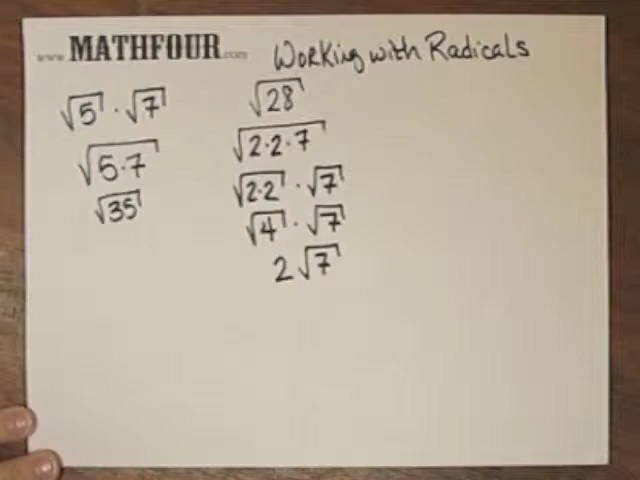 www.MATHFOUR.com Working with Radicals
√5 · √7
√5·7
√35
√28
√2·2·7
√2·2 · √7
√4 · √7
2√7